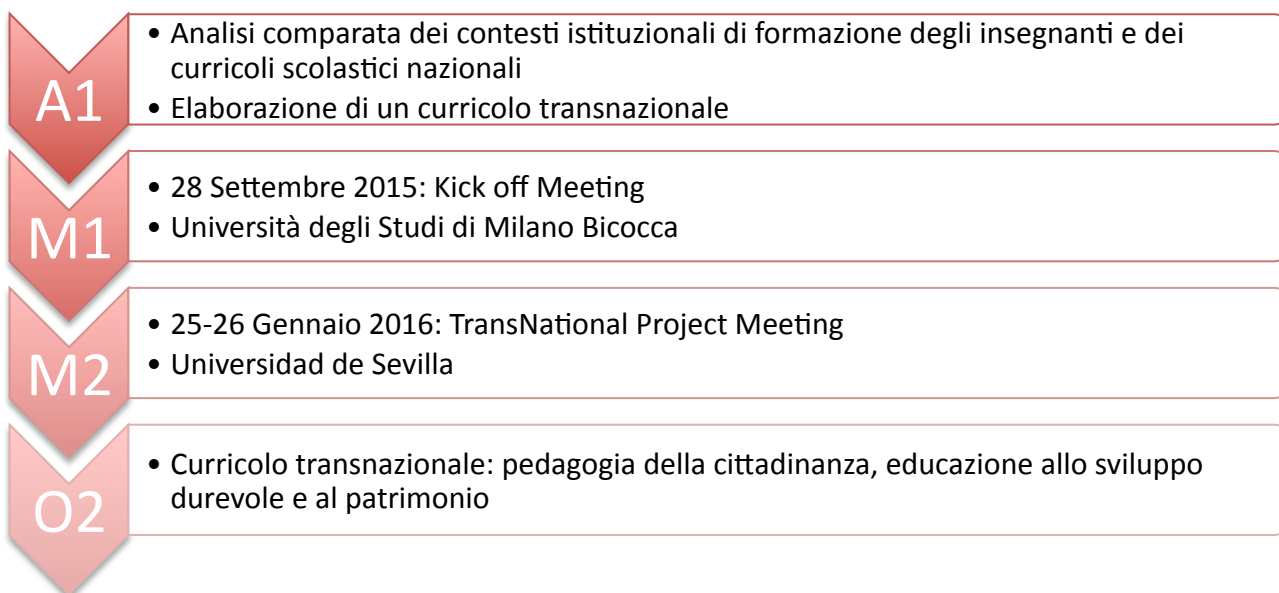 A1
• Analisi comparata dei contesti istituzionali di formazione degli insegnanti e dei
curricoli scolastici nazionali
• Elaborazione di un curricolo transnazionale
M1
• 28 Settembre 2015: Kick off Meeting
• Università degli Studi di Milano Bicocca
M2
• 25-26 Gennaio 2016: TransNational Project Meeting
• Universidad de Sevilla
O2
• Curricolo transnazionale: pedagogia della cittadinanza, educazione allo sviluppo
durevole e al patrimonio